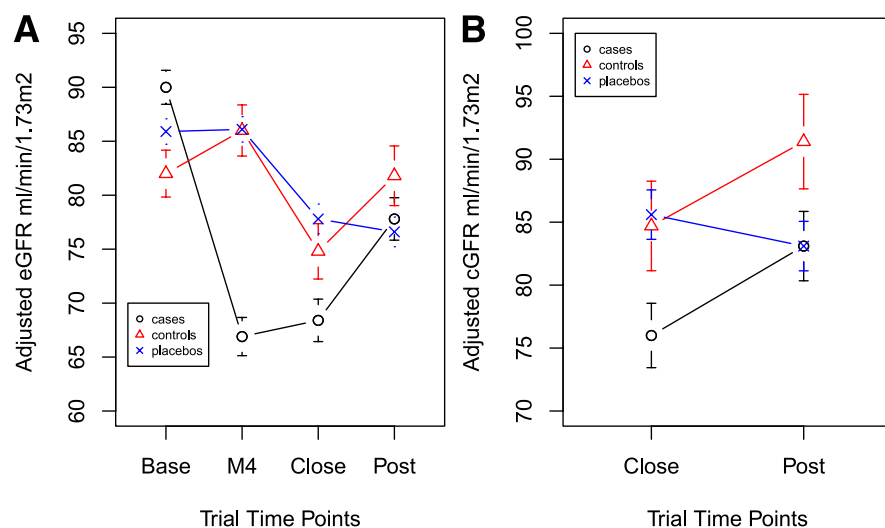 A
Adjusted eGFR ml/min/1.73m2
95
90
85
80
75
70
65
60
cases
controls
placebos
Base M4 Close Post
Trial Time Points
B
Adjusted cGFR ml/min/1.73m2
100
95
90
85
80
75
70
cases
controls
placebos
Close Post
Trial Time Points